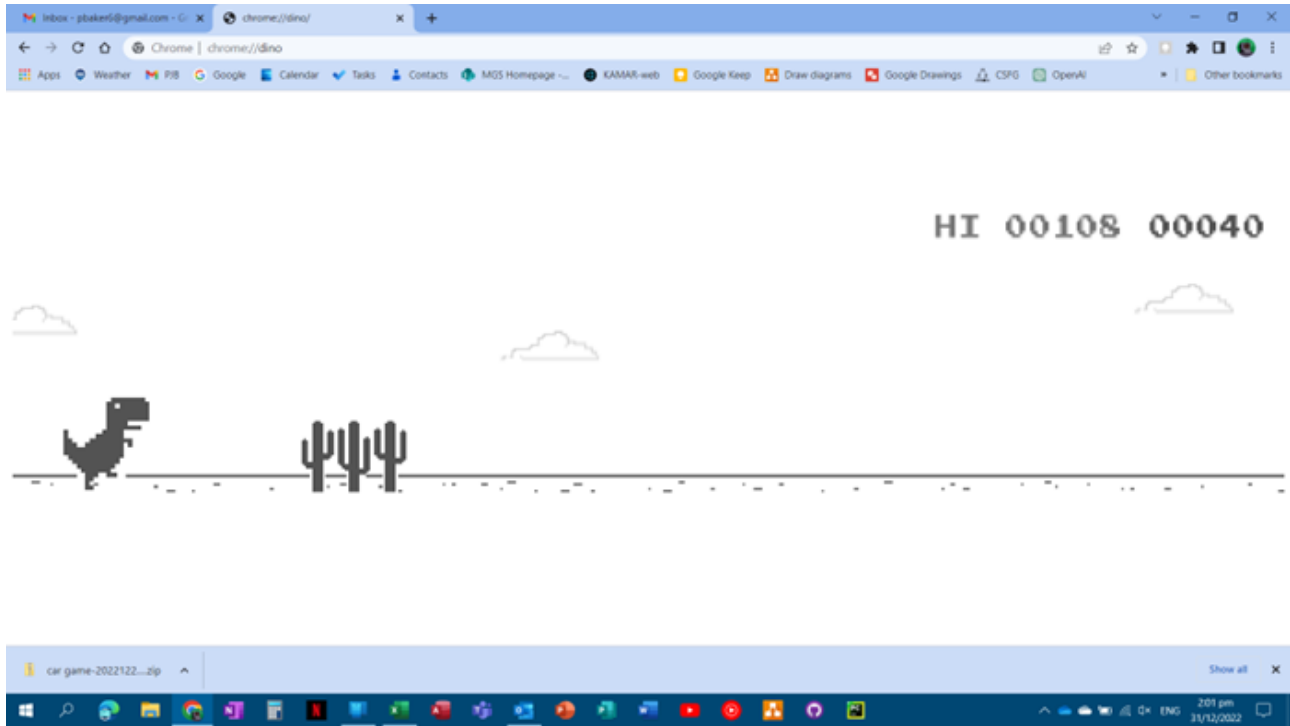 Inbox - pbaker6@gmail.com - G
chrome://dino/
Chrome | chrome://dino
Apps Weather PJB Google Calendar Tasks Contacts MGS Homepage -... KAMAR-web Google Keep Draw diagrams Google Drawings CSFG OpenAI » Other bookmarks
HI 00108 00040
car game-2022122....zip
Show all
ENG
2:01 pm
31/12/2022